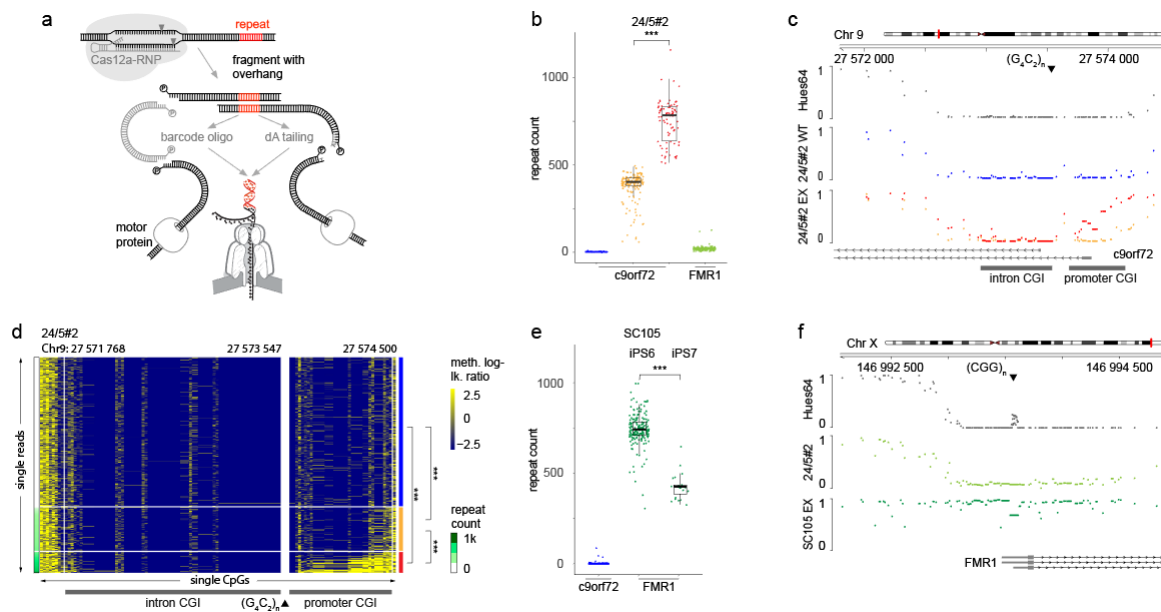 a
repeat
Cas12a-RNP
fragment with
overhang
P
P
P
P
P
P
barcode oligo
dA tailing
motor
protein
b
24/5#2
***
repeat count
1000
500
0
c9orf72
FMR1
c
Chr 9
27 572 000
(G4C2)n
27 574 000
Hues64
1
0
24/5#2 WT
1
0
24/5#2 EX
1
0
c9orf72
intron CGI
promoter CGI
d
24/5#2
Chr9: 27 571 768
27 573 547
27 574 500
single reads
meth. log-
lk. ratio
2.5
0
−2.5
***
***
***
repeat
count
1k
0
single CpGs
intron CGI
(G4C2)n
promoter CGI
e
SC105
iPS6
iPS7
***
repeat count
1000
500
0
c9orf72
FMR1
f
Chr X
146 992 500
(CGG)n
146 994 500
Hues64
1
0
24/5#2
1
0
SC105 EX
1
0
FMR1